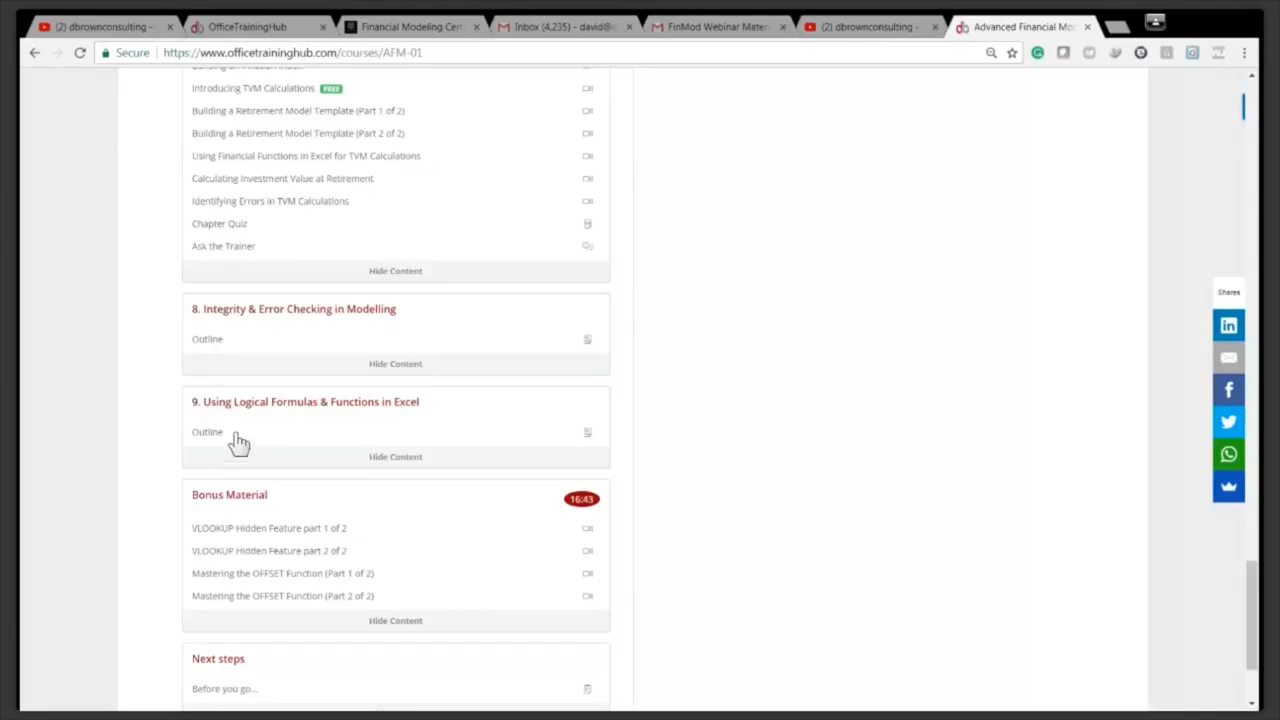 (2) dbrownconsulting -
OfficeTrainingHub
Financial Modeling Cert
Inbox (4,235) - david@
FinMod Webinar Mater
(2) dbrownconsulting -
Advanced Financial Mo
Secure
https://www.officetraininghub.com/courses/AFM-01
Introducing TVM Calculations FREE
Building a Retirement Model Template (Part 1 of 2)
Building a Retirement Model Template (Part 2 of 2)
Using Financial Functions in Excel for TVM Calculations
Calculating Investment Value at Retirement
Identifying Errors in TVM Calculations
Chapter Quiz
Ask the Trainer
Hide Content
8. Integrity & Error Checking in Modelling
Outline
Hide Content
9. Using Logical Formulas & Functions in Excel
Outline
Hide Content
Bonus Material 16:43
VLOOKUP Hidden Feature part 1 of 2
VLOOKUP Hidden Feature part 2 of 2
Mastering the OFFSET Function (Part 1 of 2)
Mastering the OFFSET Function (Part 2 of 2)
Hide Content
Next steps
Before you go...
Shares